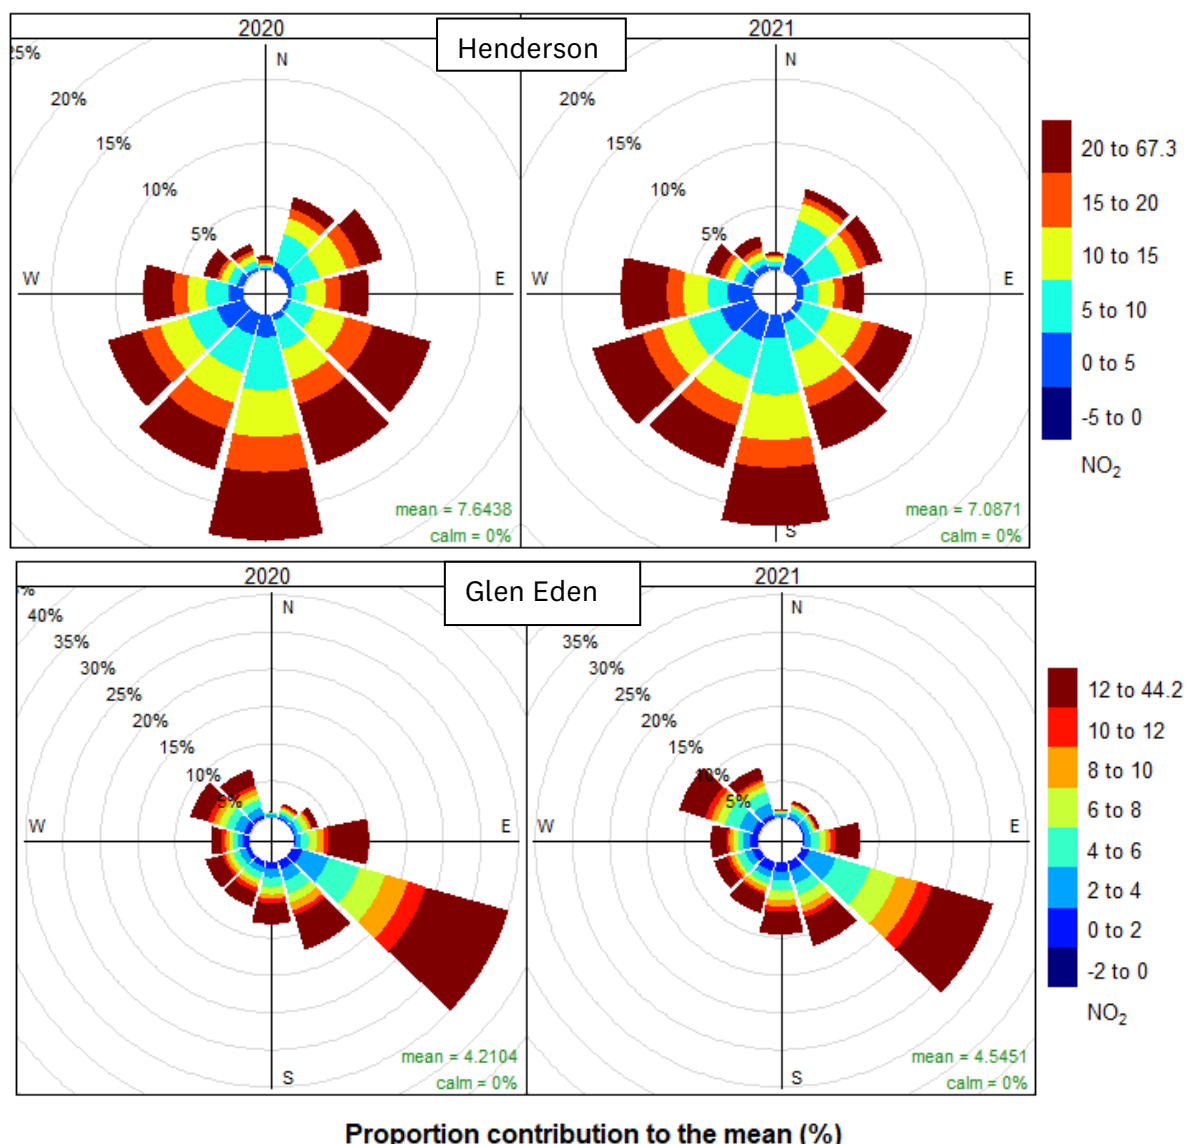 2020
Henderson
2021
25%
20%
15%
10%
5%
N
W
E
mean = 7.6438
calm = 0%
20%
15%
10%
5%
N
W
E
S
mean = 7.0871
calm = 0%
20 to 67.3
15 to 20
10 to 15
5 to 10
0 to 5
-5 to 0
NO₂
2020
Glen Eden
2021
40%
35%
30%
25%
20%
15%
10%
5%
N
W
E
S
mean = 4.2104
calm = 0%
35%
30%
25%
20%
15%
10%
5%
N
W
E
S
mean = 4.5451
calm = 0%
12 to 44.2
10 to 12
8 to 10
6 to 8
4 to 6
2 to 4
0 to 2
-2 to 0
NO₂
Proportion contribution to the mean (%)